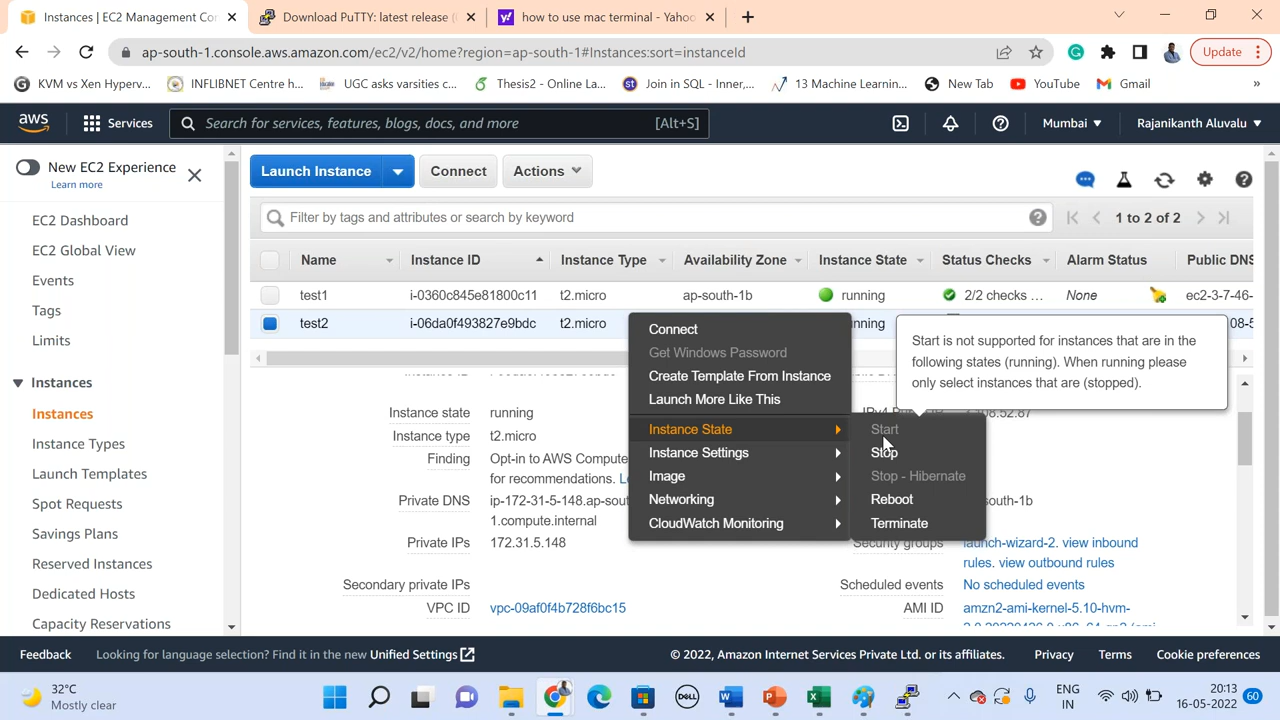 Instances | EC2 Management Con
Download PuTTY: latest release (
how to use mac terminal - Yahoo
ap-south-1.console.aws.amazon.com/ec2/v2/home?region=ap-south-1#Instances:sort=instanceId
Update
KVM vs Xen Hyperv...
INFLIBNET Centre h...
UGC asks varsities c...
Thesis2 - Online La...
Join in SQL - Inner,...
13 Machine Learnin...
New Tab
YouTube
Gmail
»
aws
Services
Search for services, features, blogs, docs, and more
[Alt+S]
Mumbai
Rajanikanth Aluvalu
New EC2 Experience
Learn more
EC2 Dashboard
EC2 Global View
Events
Tags
Limits
Instances
Instances
Instance Types
Launch Templates
Spot Requests
Savings Plans
Reserved Instances
Dedicated Hosts
Capacity Reservations
Launch Instance
Connect
Actions
Filter by tags and attributes or search by keyword
1 to 2 of 2
Name Instance ID Instance Type Availability Zone Instance State Status Checks Alarm Status Public DNS
test1 i-0360c845e81800c11 t2.micro ap-south-1b running 2/2 checks ... None ec2-3-7-46-
test2 i-06da0f493827e9bdc t2.micro nning 08-5
Connect
Get Windows Password
Create Template From Instance
Launch More Like This
Instance State
Instance Settings
Image
Networking
CloudWatch Monitoring
Start is not supported for instances that are in the
following states (running). When running please
only select instances that are (stopped).
Start
Stop
Stop - Hibernate
Reboot
Terminate
Instance state running
Instance type t2.micro
Finding Opt-in to AWS Compute
for recommendations.
Private DNS ip-172-31-5-148.ap-sou
1.compute.internal
Private IPs 172.31.5.148
Secondary private IPs
VPC ID vpc-09af0f4b728f6bc15
.108.52.87
outh-1b
Security groups launch-wizard-2. view inbound
rules. view outbound rules
Scheduled events No scheduled events
AMI ID amzn2-ami-kernel-5.10-hvm-
Feedback
Looking for language selection? Find it in the new Unified Settings
© 2022, Amazon Internet Services Private Ltd. or its affiliates.
Privacy
Terms
Cookie preferences
32°C
Mostly clear
DELL
ENG
IN
20:13
16-05-2022
60